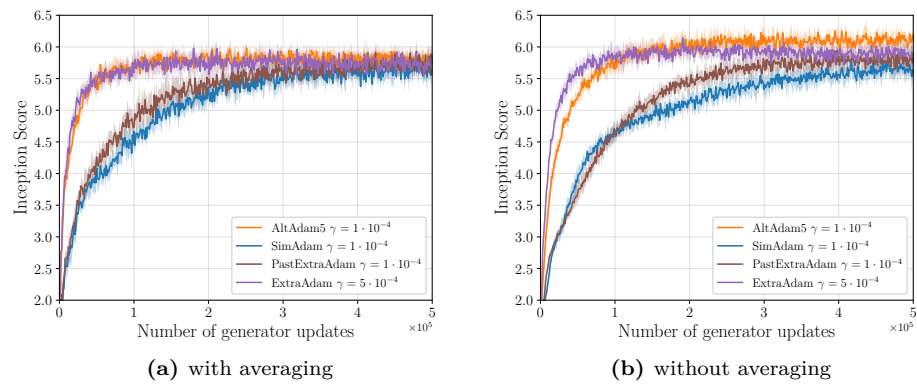 6.5
6.0
5.5
5.0
4.5
4.0
3.5
3.0
2.5
2.0
Inception Score
AltAdam5 γ = 1 · 10⁻⁴
SimAdam γ = 1 · 10⁻⁴
PastExtraAdam γ = 1 · 10⁻⁴
ExtraAdam γ = 5 · 10⁻⁴
0 1 2 3 4 5
×10⁵
Number of generator updates
(a) with averaging
6.5
6.0
5.5
5.0
4.5
4.0
3.5
3.0
2.5
2.0
Inception Score
AltAdam5 γ = 1 · 10⁻⁴
SimAdam γ = 1 · 10⁻⁴
PastExtraAdam γ = 1 · 10⁻⁴
ExtraAdam γ = 5 · 10⁻⁴
0 1 2 3 4 5
×10⁵
Number of generator updates
(b) without averaging